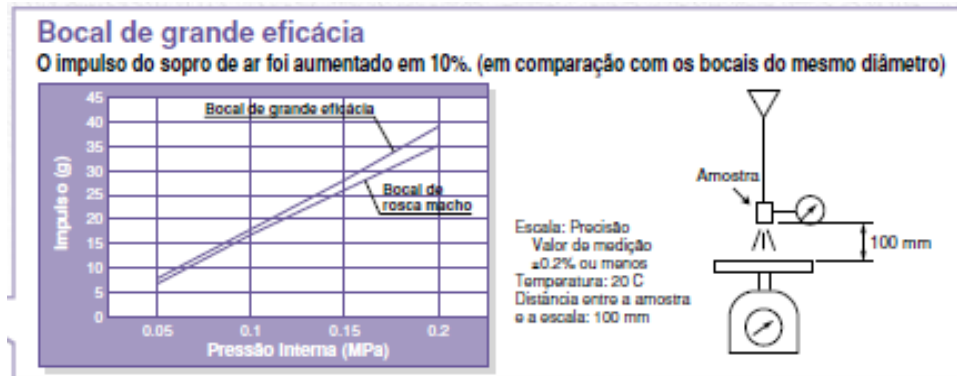 Bocal de grande eficácia
O impulso do sopro de ar foi aumentado em 10%. (em comparação com os bocais do mesmo diâmetro)
45
40
35
30
25
20
15
10
5
0
Impulso (g)
Bocal de grande eficácia
Bocal de
rosca macho
0.05
0.1
0.15
0.2
Pressão Interna (MPa)
Escala: Precisão
Valor de medição
±0.2% ou menos
Temperatura: 20 C
Distância entre a amostra
e a escala: 100 mm
Amostra
100 mm